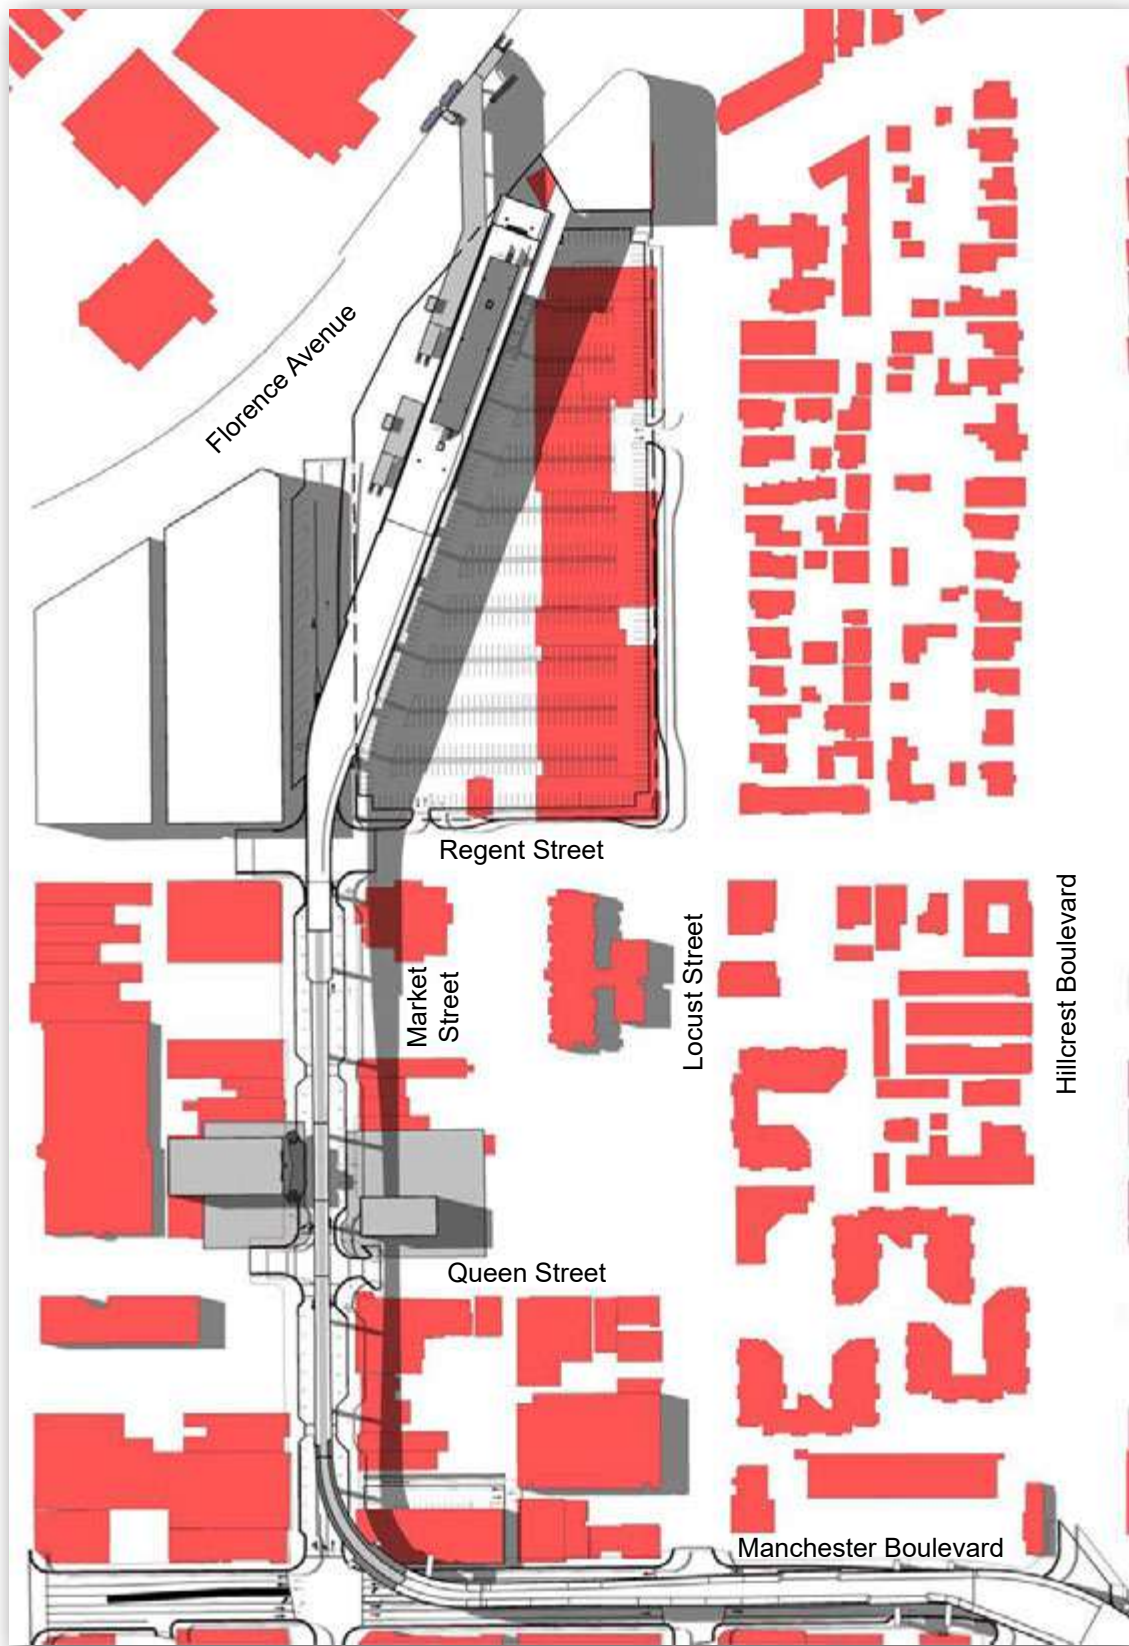 Florence Avenue
Regent Street
Market
Street
Locust Street
Hillcrest Boulevard
Queen Street
Manchester Boulevard